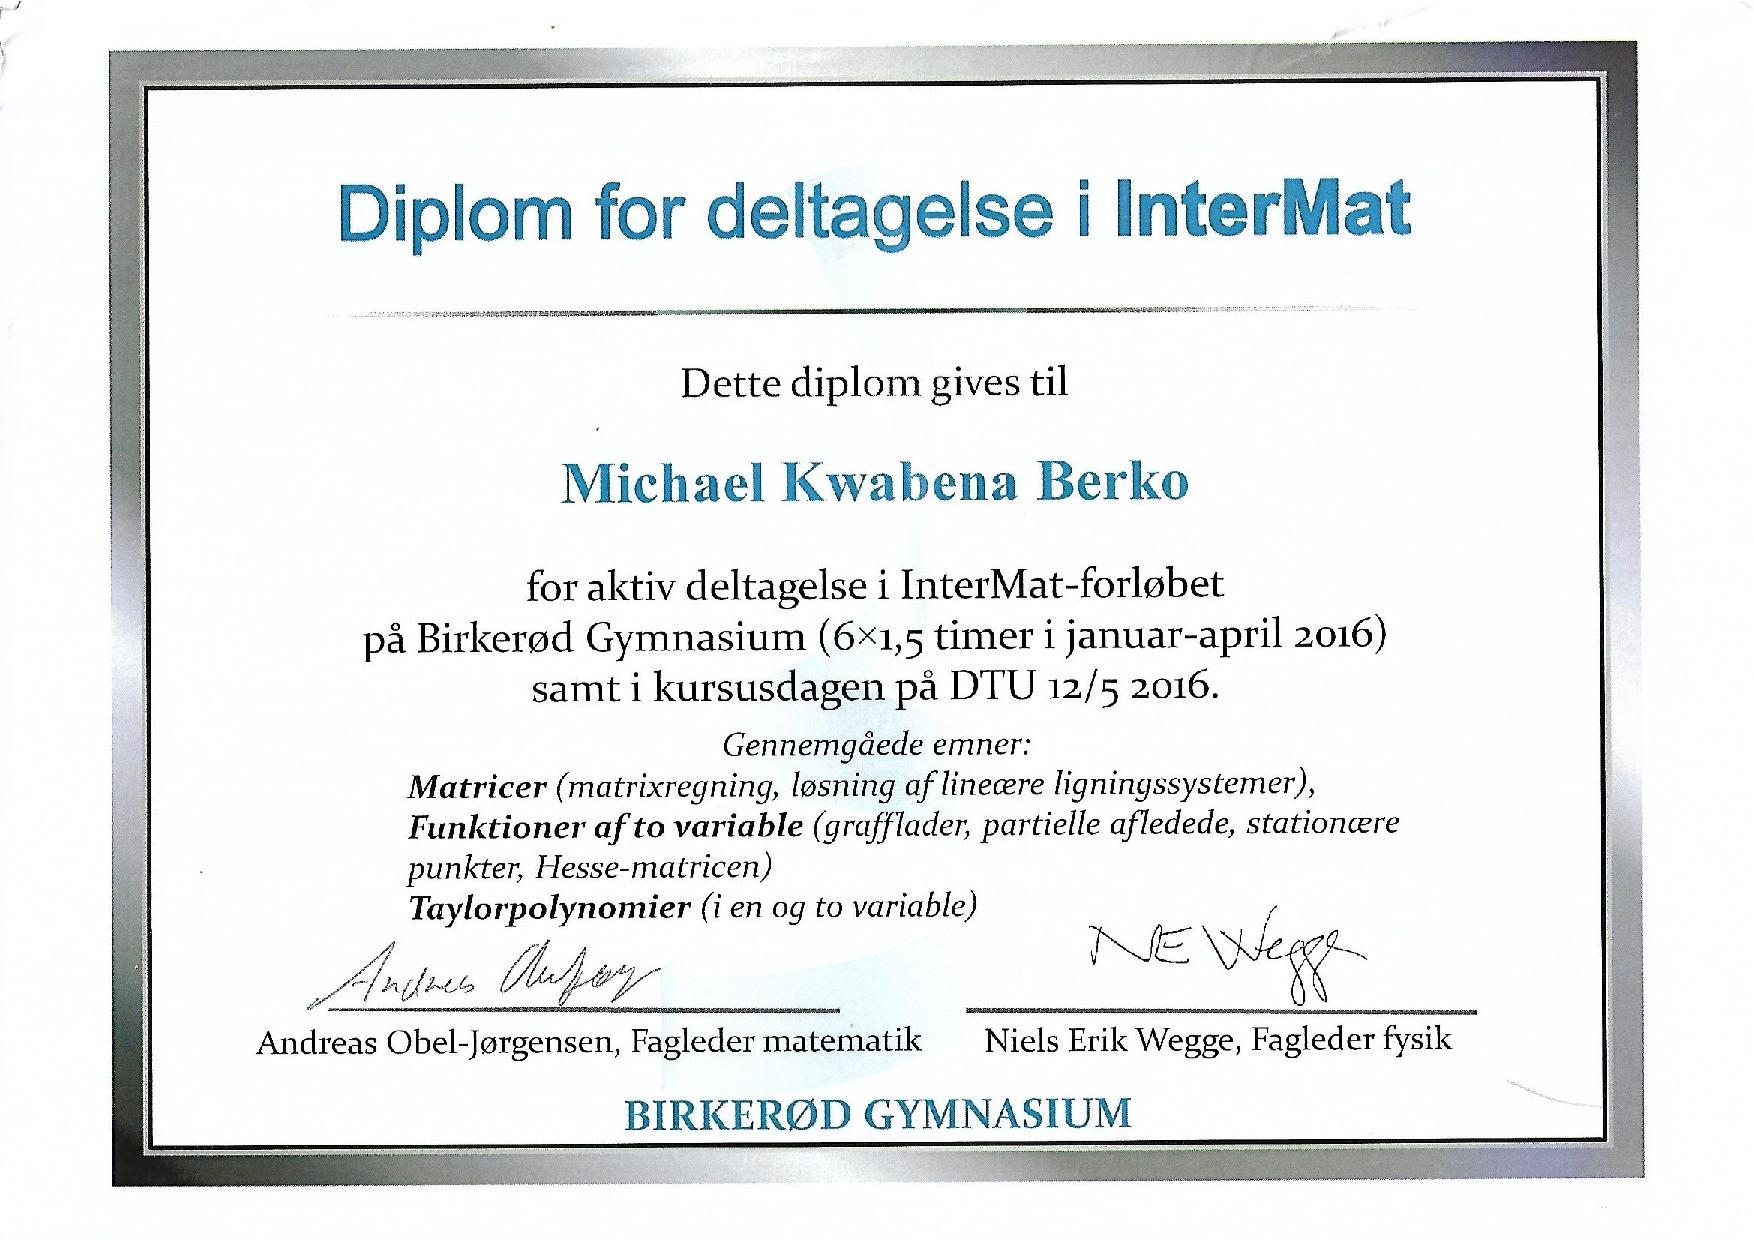 Diplom for deltagelse i InterMat
Dette diplom gives til
Michael Kwabena Berko
for aktiv deltagelse i InterMat-forløbet
på Birkerød Gymnasium (6×1,5 timer i januar-april 2016)
samt i kursusdagen på DTU 12/5 2016.
Gennemgåede emner:
Matricer (matrixregning, løsning af lineære ligningssystemer),
Funktioner af to variable (grafflader, partielle afledede, stationære
punkter, Hesse-matricen)
Taylorpolynomier (i en og to variable)
Andreas
NE Wegge
Andreas Obel-Jørgensen, Fagleder matematik
Niels Erik Wegge, Fagleder fysik
BIRKERØD GYMNASIUM